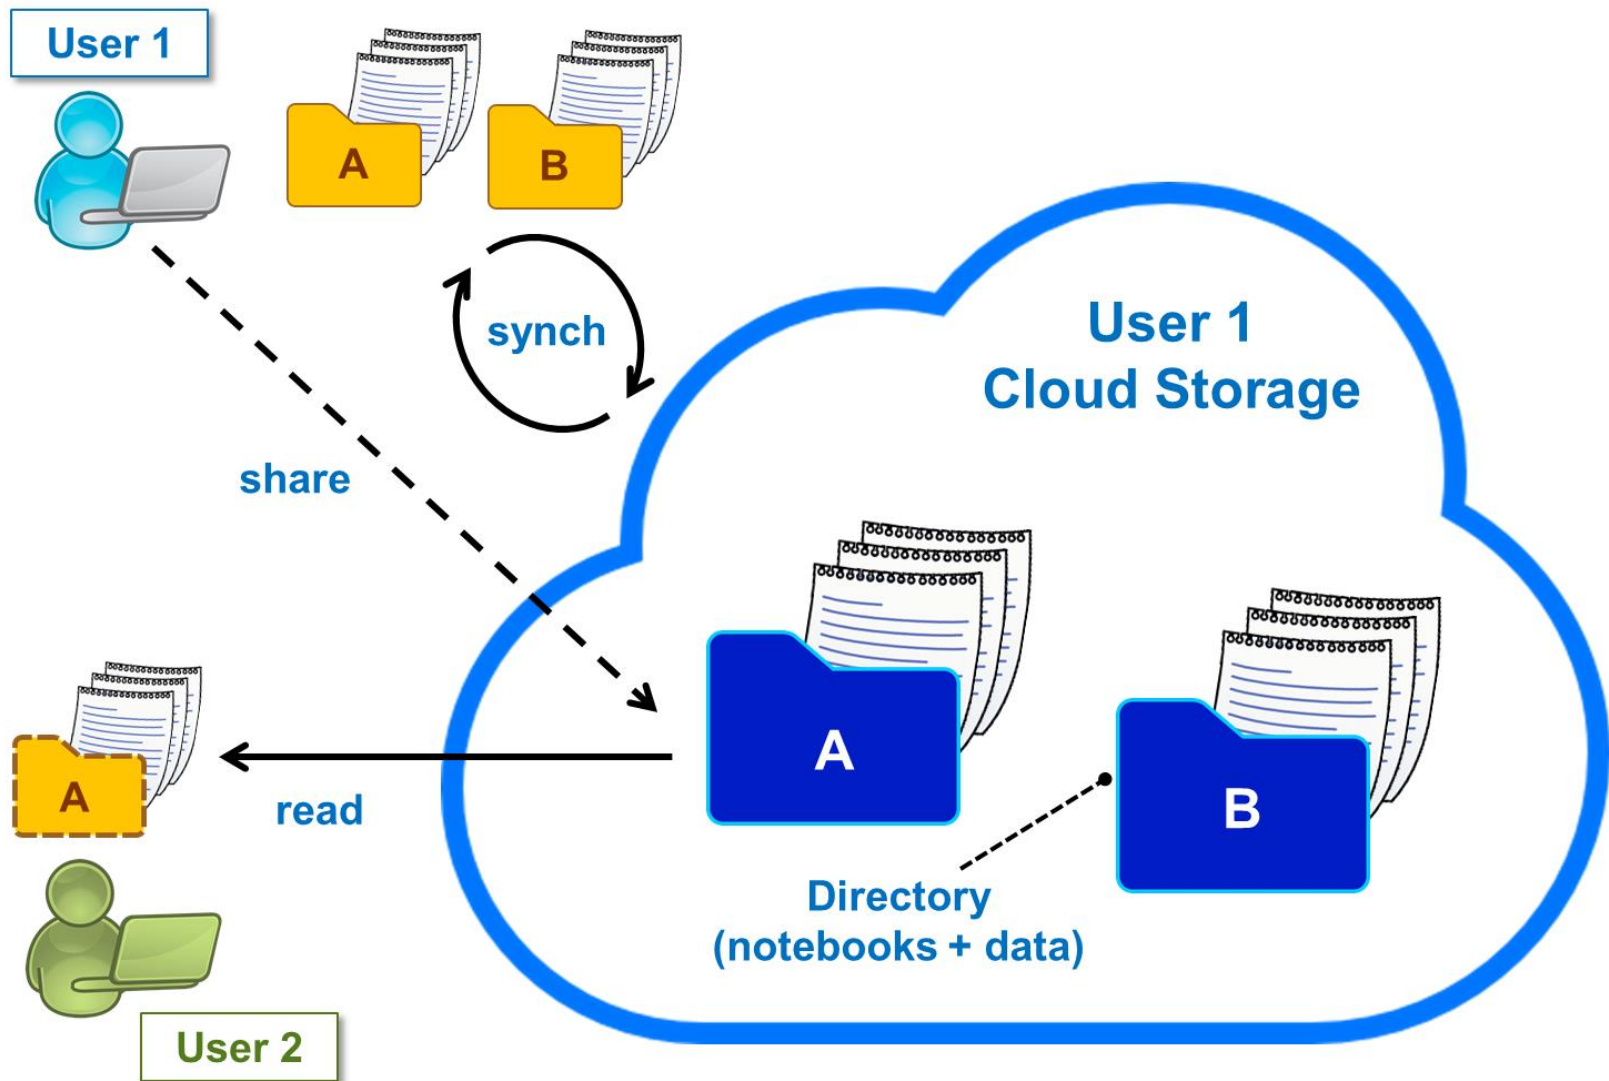 User 1
A
B
synch
User 1
Cloud Storage
share
A
B
A
read
Directory
(notebooks + data)
User 2